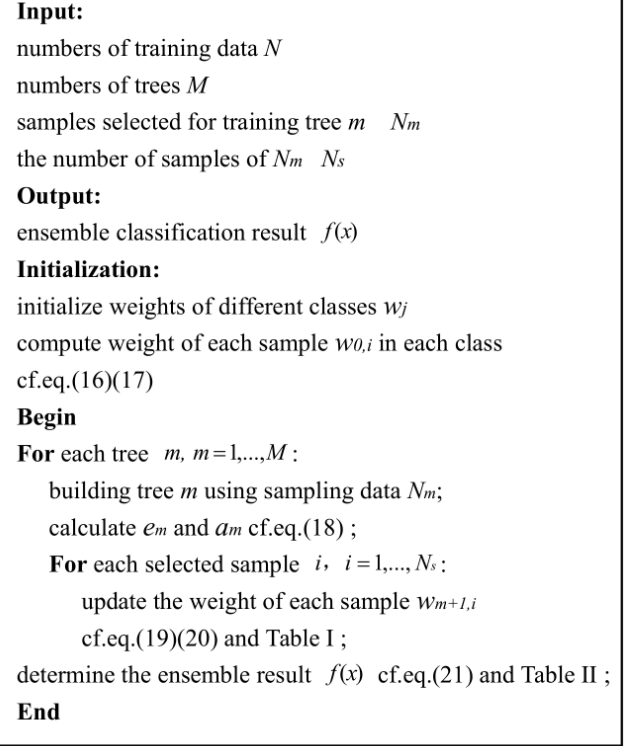 Input:
numbers of training data N
numbers of trees M
samples selected for training tree m Nm
the number of samples of Nm Ns
Output:
ensemble classification result f(x)
Initialization:
initialize weights of different classes wj
compute weight of each sample w0,i in each class
cf.eq.(16)(17)
Begin
For each tree m, m=1,...,M :
building tree m using sampling data Nm;
calculate em and am cf.eq.(18) ;
For each selected sample i, i=1,..., Ns :
update the weight of each sample wm+1,i
cf.eq.(19)(20) and Table I ;
determine the ensemble result f(x) cf.eq.(21) and Table II ;
End